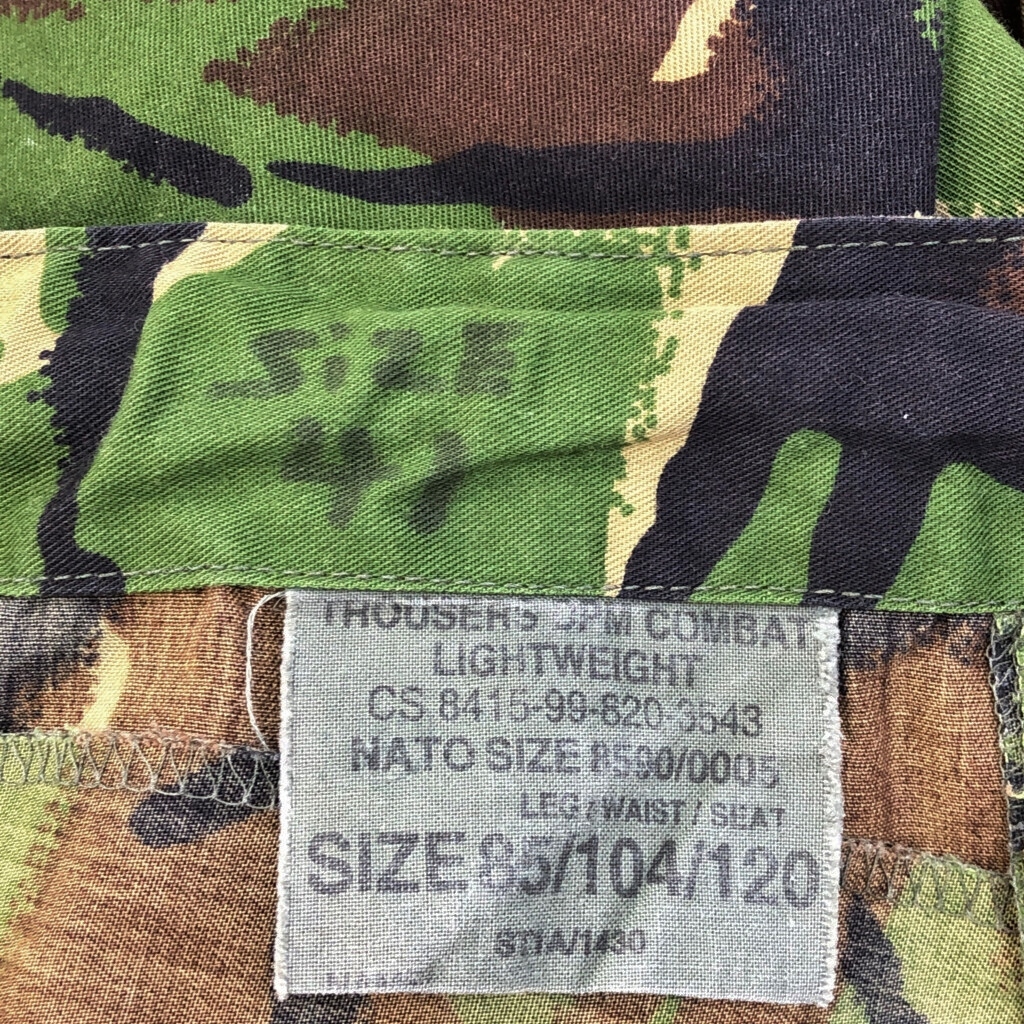 SiZE
TROUSERS DPM COMBAT
LIGHTWEIGHT
CS 8415-99-820-3543
NATO SIZE 8590/0005
LEG/WAIST/SEAT
SIZE 85/104/120